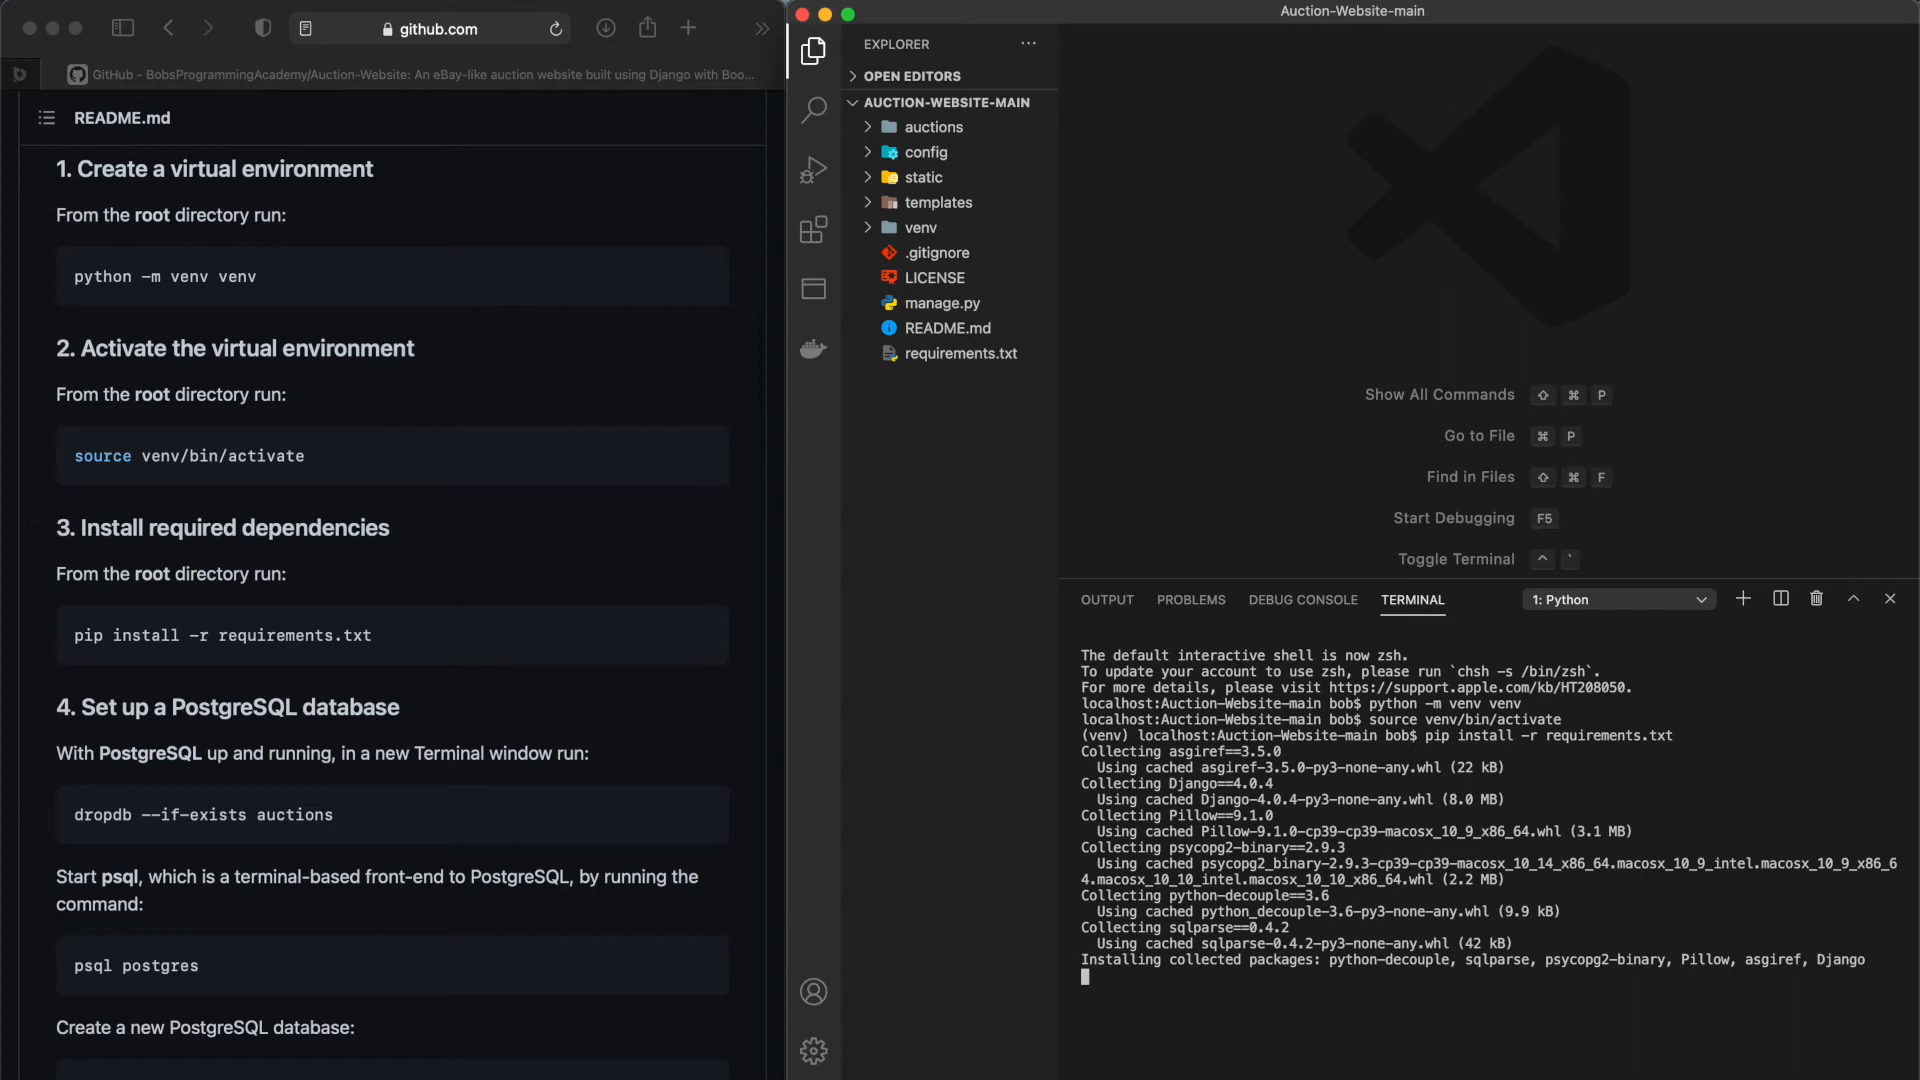 github.com
GitHub - BobsProgrammingAcademy/Auction-Website: An eBay-like auction website built using Django with Boo...
README.md
1. Create a virtual environment
From the root directory run:
python -m venv venv
2. Activate the virtual environment
From the root directory run:
source venv/bin/activate
3. Install required dependencies
From the root directory run:
pip install -r requirements.txt
4. Set up a PostgreSQL database
With PostgreSQL up and running, in a new Terminal window run:
dropdb --if-exists auctions
Start psql, which is a terminal-based front-end to PostgreSQL, by running the
command:
psql postgres
Create a new PostgreSQL database:
Auction-Website-main
EXPLORER
OPEN EDITORS
AUCTION-WEBSITE-MAIN
auctions
config
static
templates
venv
.gitignore
LICENSE
manage.py
README.md
requirements.txt
Show All Commands ⇧ ⌘ P
Go to File ⌘ P
Find in Files ⇧ ⌘ F
Start Debugging F5
Toggle Terminal ^ `
OUTPUT PROBLEMS DEBUG CONSOLE TERMINAL 1: Python
The default interactive shell is now zsh.
To update your account to use zsh, please run `chsh -s /bin/zsh`.
For more details, please visit https://support.apple.com/kb/HT208050.
localhost:Auction-Website-main bob$ python -m venv venv
localhost:Auction-Website-main bob$ source venv/bin/activate
(venv) localhost:Auction-Website-main bob$ pip install -r requirements.txt
Collecting asgiref==3.5.0
Using cached asgiref-3.5.0-py3-none-any.whl (22 kB)
Collecting Django==4.0.4
Using cached Django-4.0.4-py3-none-any.whl (8.0 MB)
Collecting Pillow==9.1.0
Using cached Pillow-9.1.0-cp39-cp39-macosx_10_9_x86_64.whl (3.1 MB)
Collecting psycopg2-binary==2.9.3
Using cached psycopg2_binary-2.9.3-cp39-cp39-macosx_10_14_x86_64.macosx_10_9_intel.macosx_10_9_x86_6
4.macosx_10_10_intel.macosx_10_10_x86_64.whl (2.2 MB)
Collecting python-decouple==3.6
Using cached python_decouple-3.6-py3-none-any.whl (9.9 kB)
Collecting sqlparse==0.4.2
Using cached sqlparse-0.4.2-py3-none-any.whl (42 kB)
Installing collected packages: python-decouple, sqlparse, psycopg2-binary, Pillow, asgiref, Django